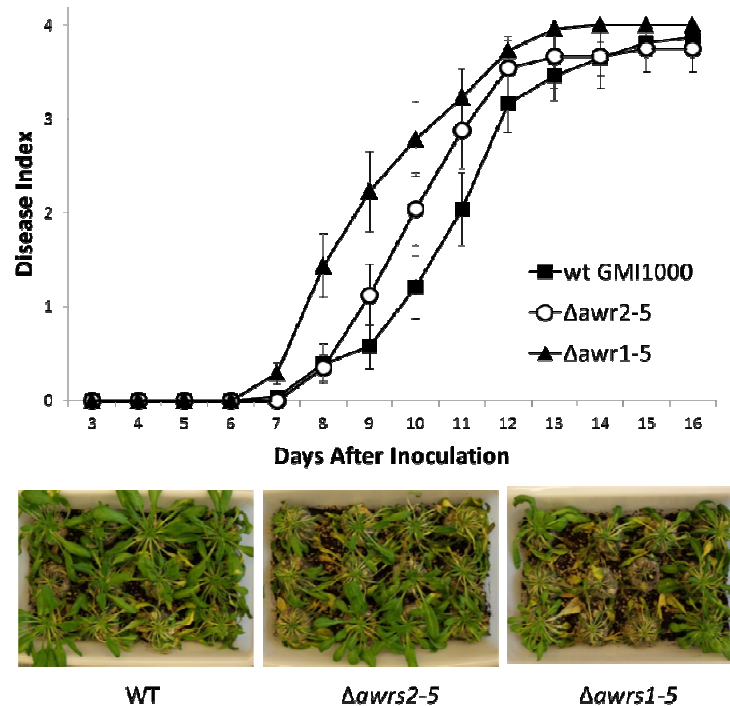 4
3
2
1
0
Disease Index
wt GMI1000
Δawr2-5
Δawr1-5
3 4 5 6 7 8 9 10 11 12 13 14 15 16
Days After Inoculation
WT Δawrs2-5 Δawrs1-5